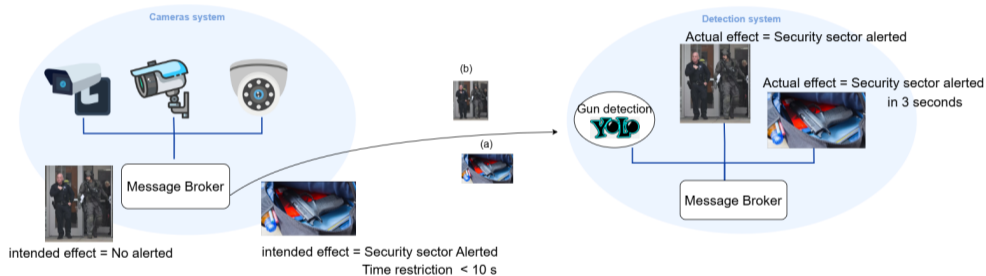 Cameras system
Message Broker
intended effect = No alerted
intended effect = Security sector Alerted
Time restriction < 10 s
(b)
(a)
Detection system
Actual effect = Security sector alerted
Actual effect = Security sector alerted
in 3 seconds
Gun detection
YOLO
Message Broker